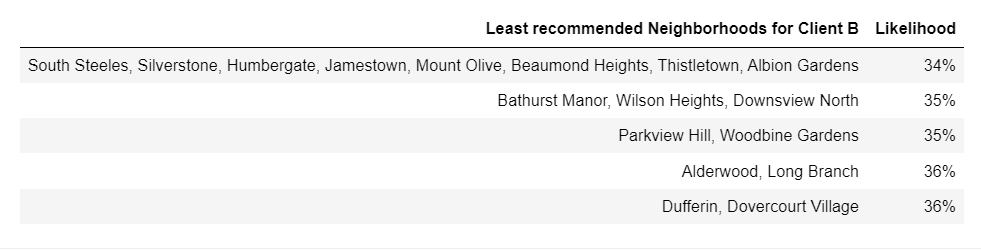 Least recommended Neighborhoods for Client B Likelihood
South Steeles, Silverstone, Humbergate, Jamestown, Mount Olive, Beaumond Heights, Thistletown, Albion Gardens 34%
Bathurst Manor, Wilson Heights, Downsview North 35%
Parkview Hill, Woodbine Gardens 35%
Alderwood, Long Branch 36%
Dufferin, Dovercourt Village 36%